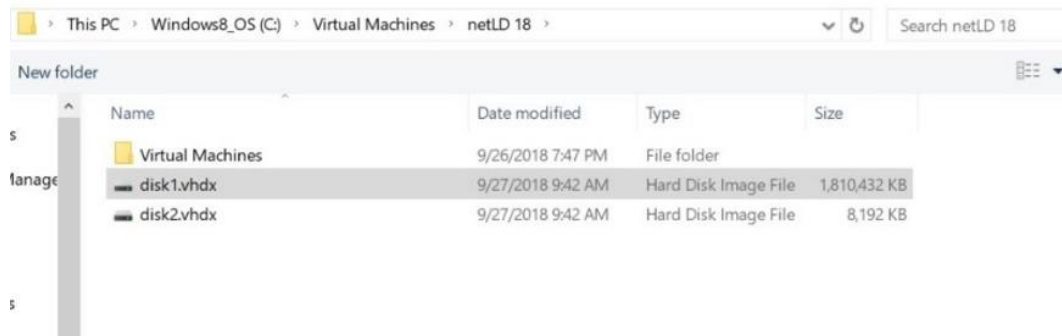 This PC > Windows8_OS (C:) > Virtual Machines > netLD 18 > Search netLD 18
New folder
Name Date modified Type Size
s
Virtual Machines 9/26/2018 7:47 PM File folder
Manage disk1.vhdx 9/27/2018 9:42 AM Hard Disk Image File 1,810,432 KB
disk2.vhdx 9/27/2018 9:42 AM Hard Disk Image File 8,192 KB
s